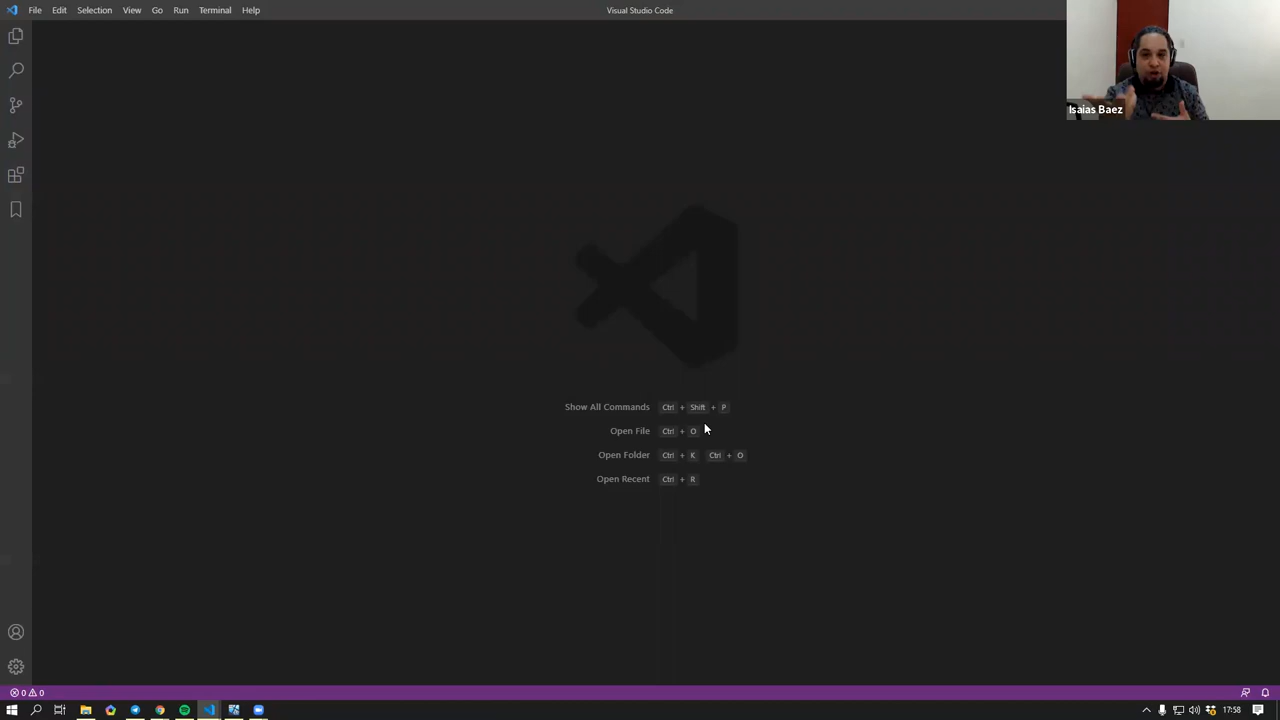 File Edit Selection View Go Run Terminal Help
Visual Studio Code
Isaias Baez
Show All Commands Ctrl + Shift + P
Open File Ctrl + O
Open Folder Ctrl + K Ctrl + O
Open Recent Ctrl + R
0 0
17:58